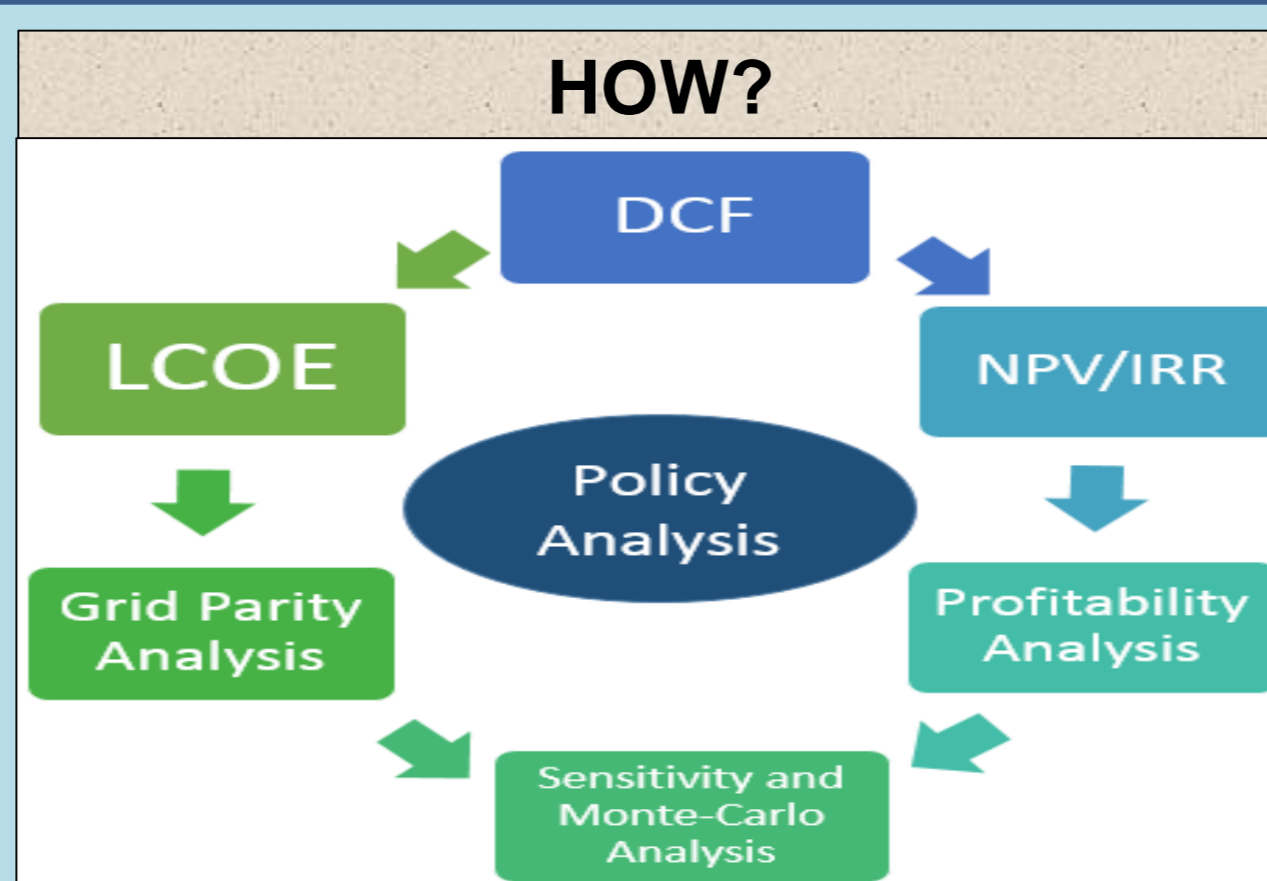 HOW?
DCF
LCOE
NPV/IRR
Policy
Analysis
Grid Parity
Analysis
Profitability
Analysis
Sensitivity and
Monte-Carlo
Analysis